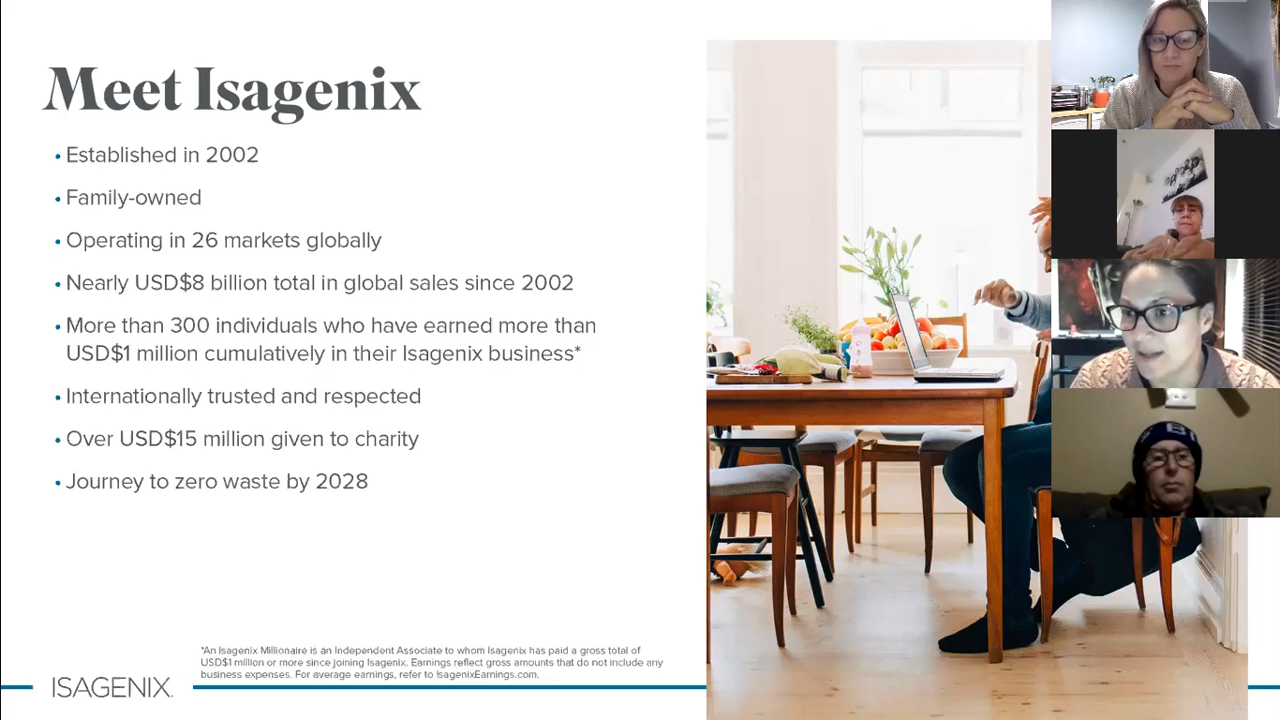 Meet Isagenix
• Established in 2002
• Family-owned
• Operating in 26 markets globally
• Nearly USD$8 billion total in global sales since 2002
• More than 300 individuals who have earned more than
USD$1 million cumulatively in their Isagenix business*
• Internationally trusted and respected
• Over USD$15 million given to charity
• Journey to zero waste by 2028
*An Isagenix Millionaire is an Independent Associate to whom Isagenix has paid a gross total of
USD$1 million or more since joining Isagenix. Earnings reflect gross amounts that do not include any
business expenses. For average earnings, refer to IsagenixEarnings.com.
ISAGENIX.